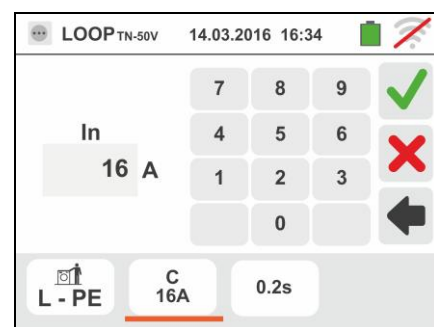 LOOP TN-50V 14.03.2016 16:34
7 8 9
In
4 5 6
16 A
1 2 3
0
L - PE
C
16A
0.2s